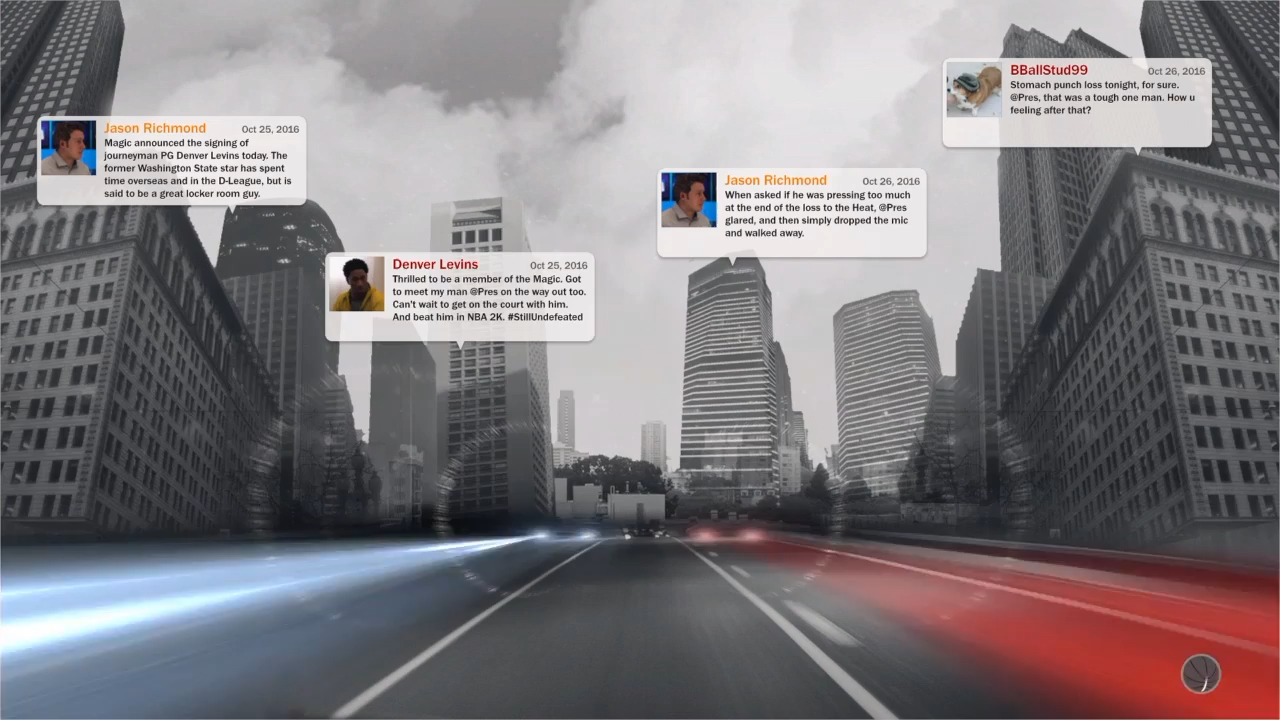 Jason Richmond Oct 25, 2016
Magic announced the signing of
journeyman PG Denver Levins today. The
former Washington State star has spent
time overseas and in the D-League, but is
said to be a great locker room guy.
Denver Levins Oct 25, 2016
Thrilled to be a member of the Magic. Got
to meet my man @Pres on the way out too.
Can't wait to get on the court with him.
And beat him in NBA 2K. #StillUndefeated
Jason Richmond Oct 26, 2016
When asked if he was pressing too much
at the end of the loss to the Heat, @Pres
glared, and then simply dropped the mic
and walked away.
BBallStud99 Oct 26, 2016
Stomach punch loss tonight, for sure.
@Pres, that was a tough one man. How u
feeling after that?